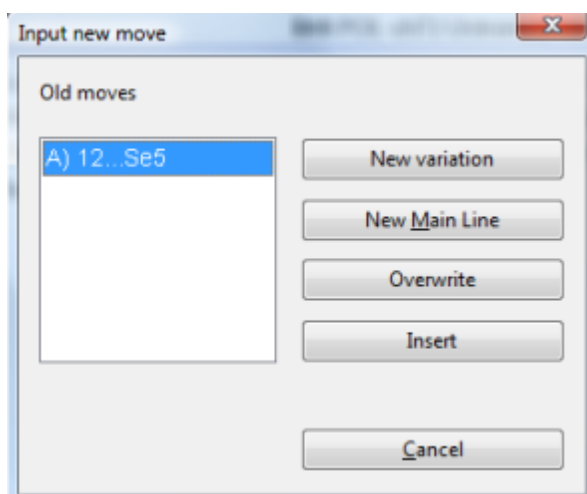 Input new move
Old moves
A) 12...Se5
New variation
New Main Line
Overwrite
Insert
Cancel